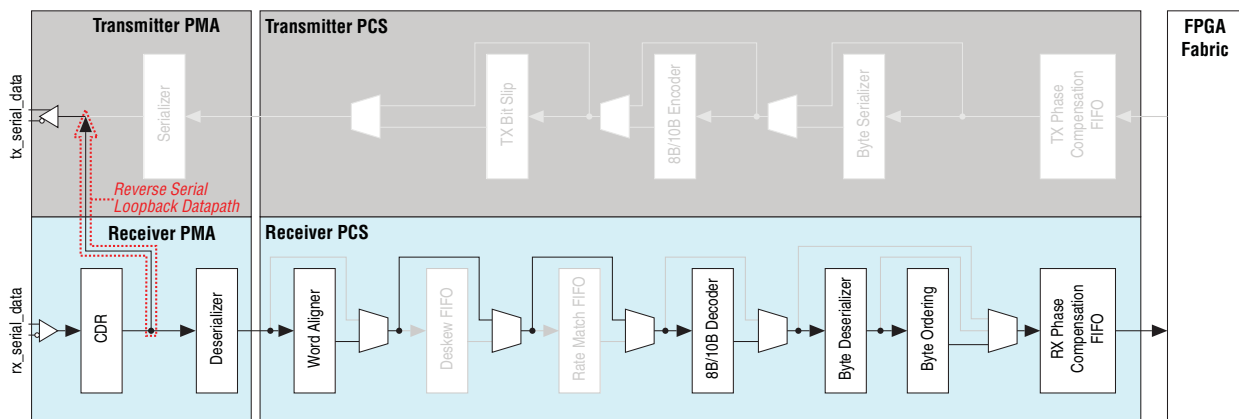 Transmitter PMA
Transmitter PCS
FPGA
Fabric
tx_serial_data
Serializer
TX Bit Slip
8B/10B Encoder
Byte Serializer
TX Phase
Compensation
FIFO
Reverse Serial
Loopback Datapath
Receiver PMA
Receiver PCS
rx_serial_data
CDR
Deserializer
Word Aligner
Deskew FIFO
Rate Match FIFO
8B/10B Decoder
Byte Deserializer
Byte Ordering
RX Phase
Compensation
FIFO